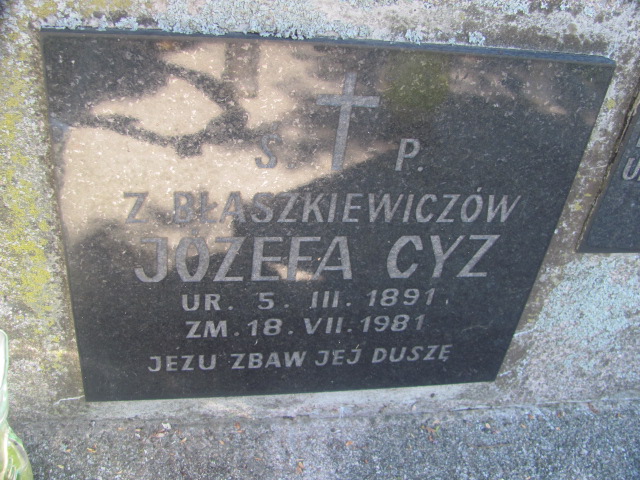 Ś. P.
Z BŁASZKIEWICZÓW
JÓZEFA CYZ
UR. 5. III. 1891.
ZM. 18. VII. 1981
JEZU ZBAW JEJ DUSZĘ